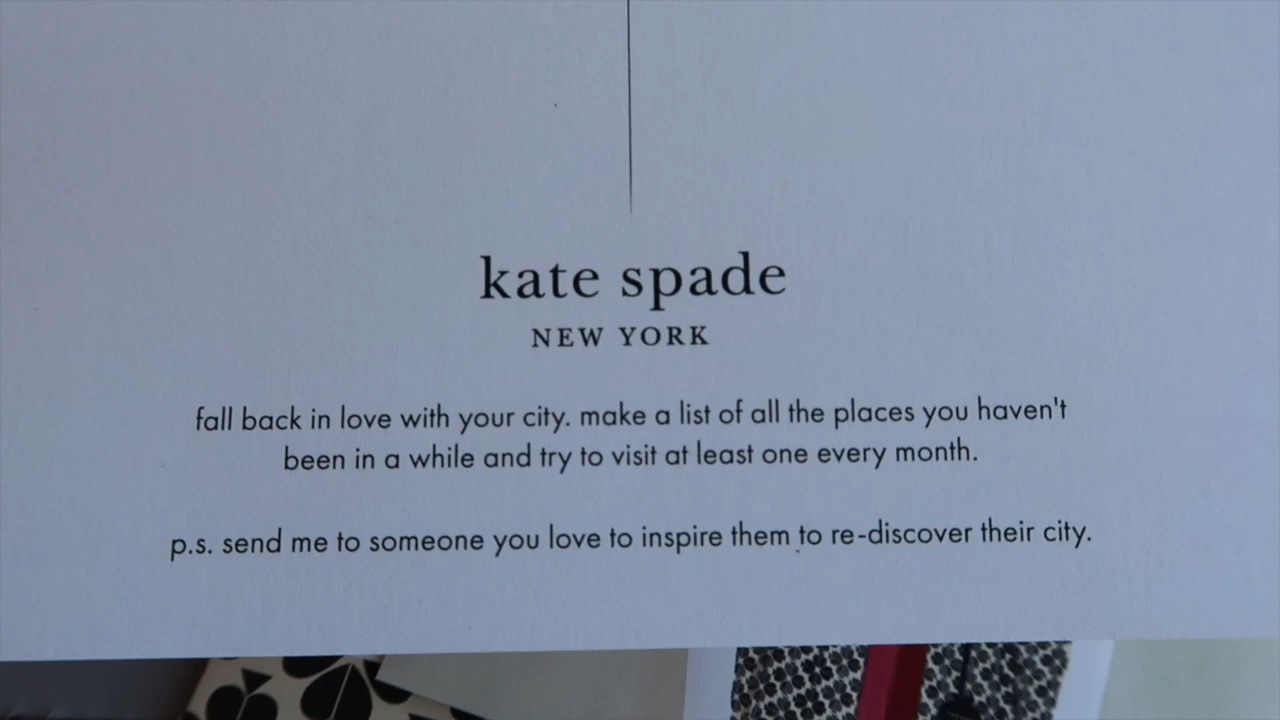 kate spade
NEW YORK
fall back in love with your city. make a list of all the places you haven't
been in a while and try to visit at least one every month.
p.s. send me to someone you love to inspire them to re-discover their city.